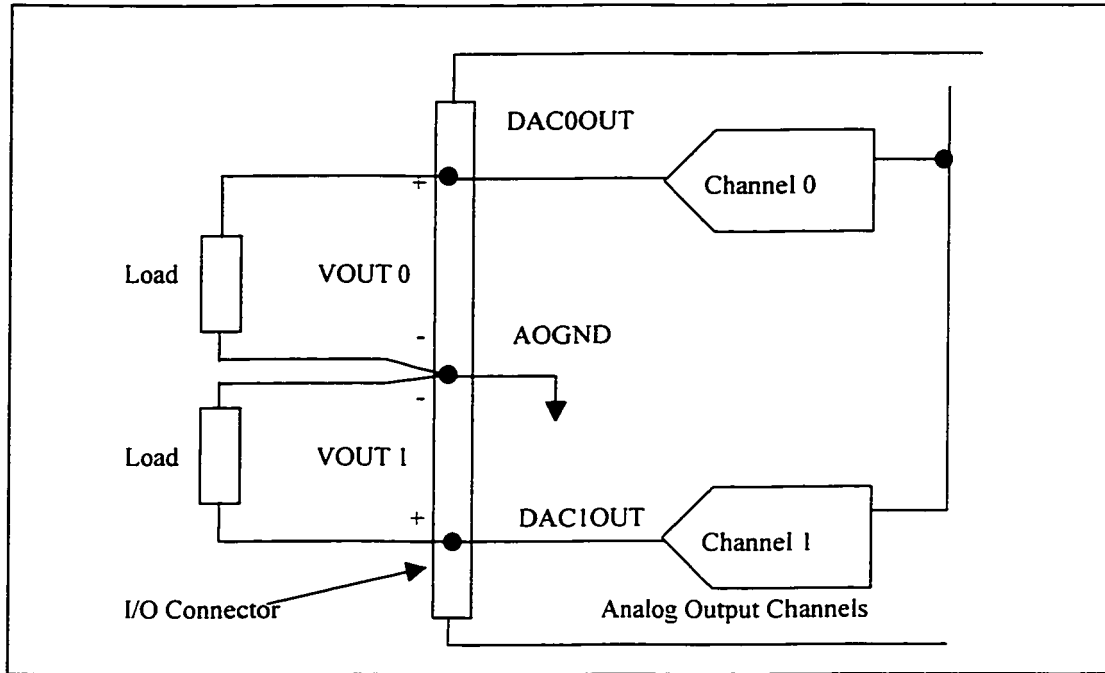 DAC0OUT
Channel 0
+
Load
VOUT 0
-
AOGND
-
Load
VOUT 1
+
DAC1OUT
Channel 1
I/O Connector
Analog Output Channels